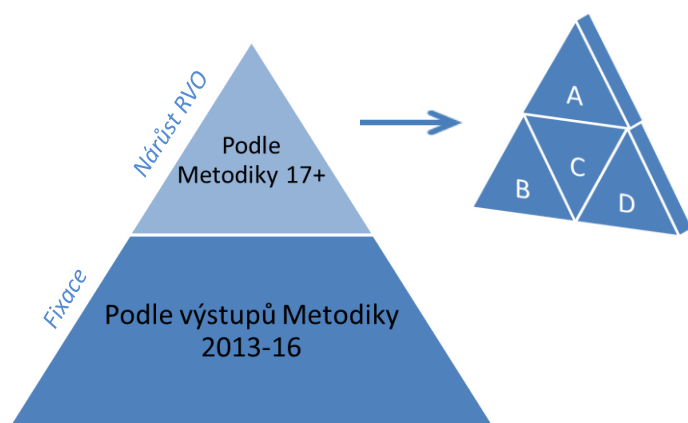 Nárůst RVO
Podle
Metodiky 17+
Fixace
Podle výstupů Metodiky
2013-16
A
B
C
D